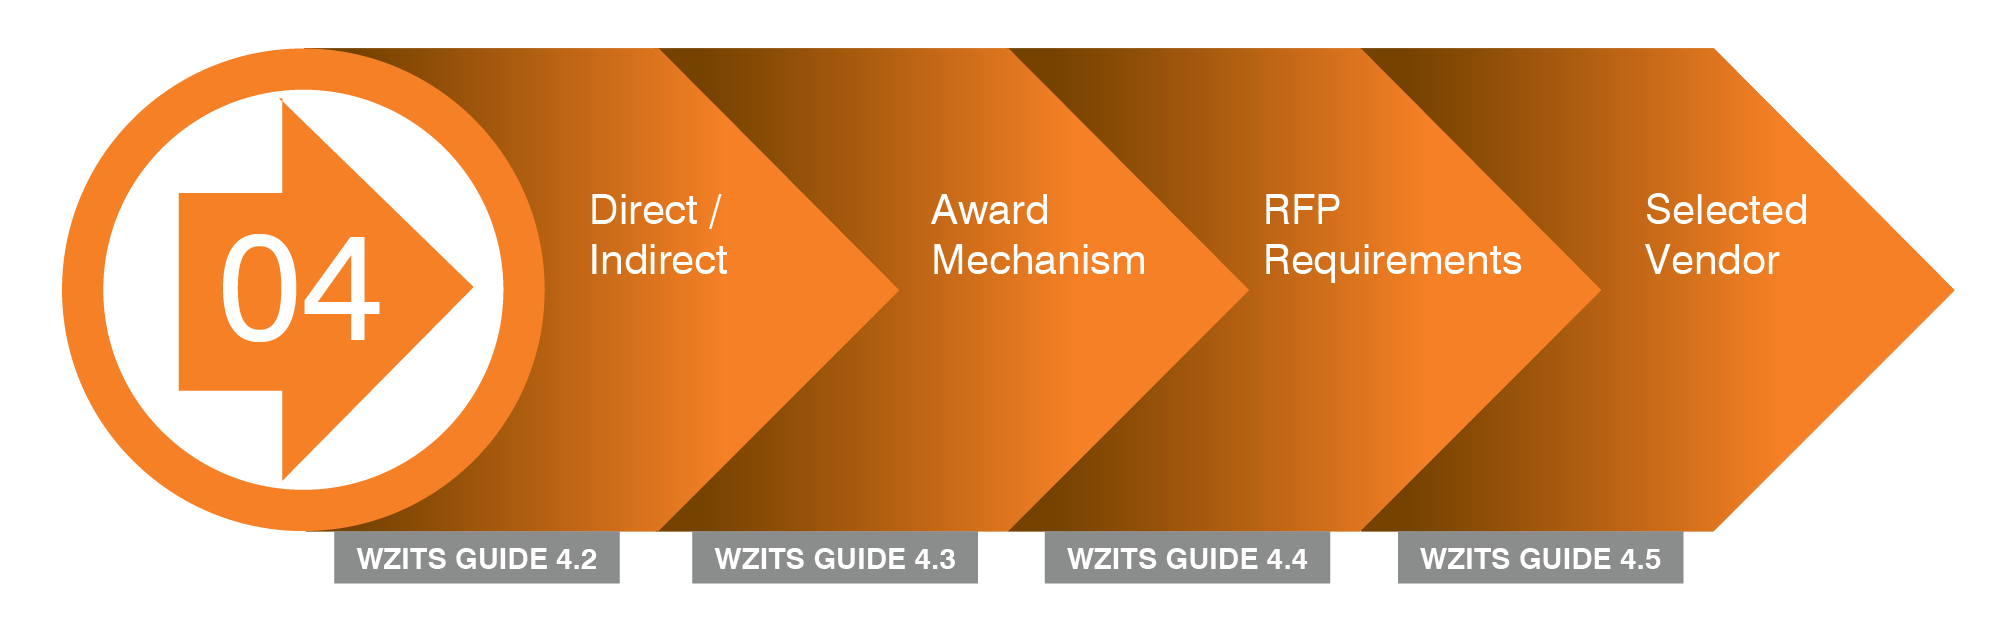 04
Direct /
Indirect
Award
Mechanism
RFP
Requirements
Selected
Vendor
WZITS GUIDE 4.2
WZITS GUIDE 4.3
WZITS GUIDE 4.4
WZITS GUIDE 4.5